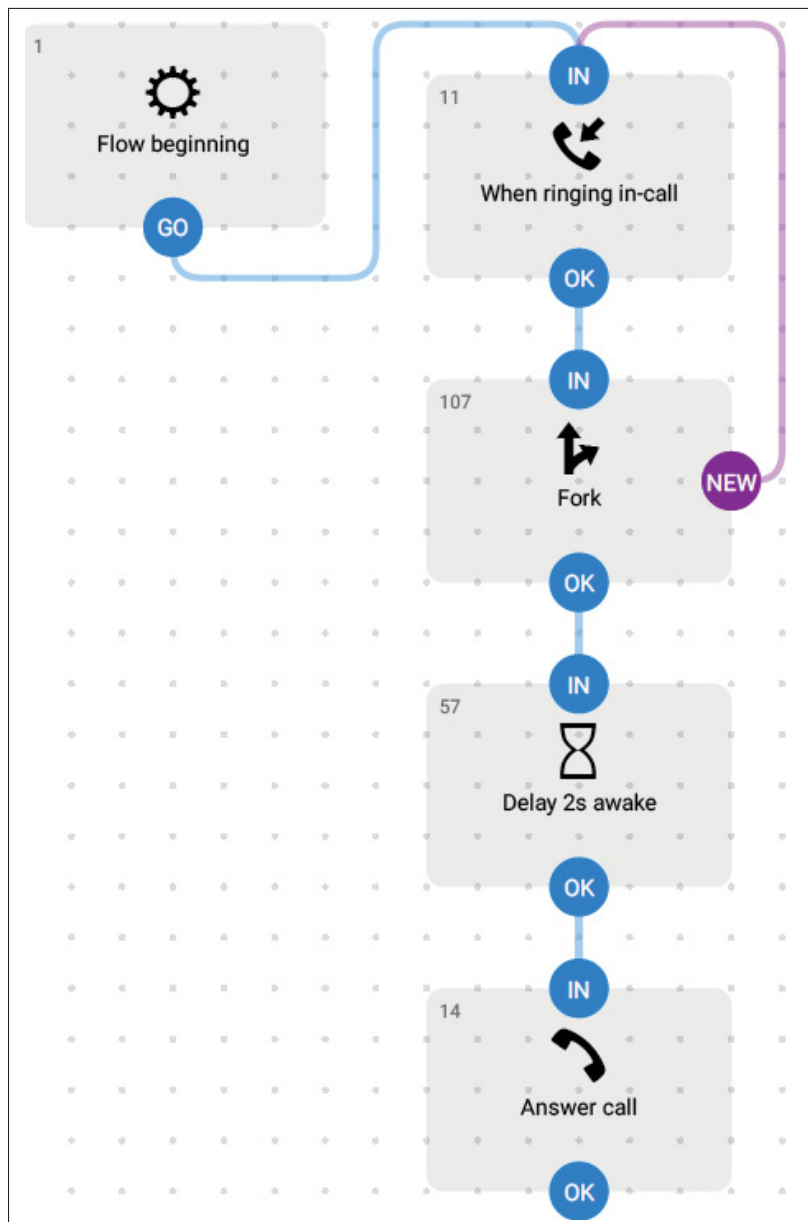 1
Flow beginning
GO
IN
11
When ringing in-call
OK
IN
107
Fork
NEW
OK
IN
57
Delay 2s awake
OK
IN
14
Answer call
OK